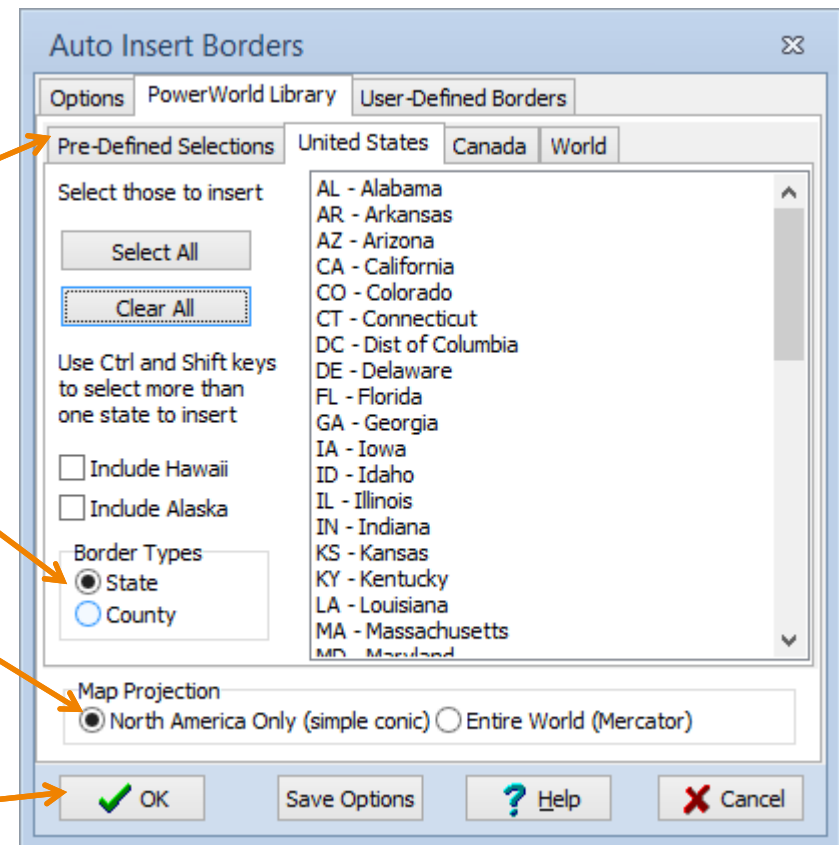 Auto Insert Borders
Options PowerWorld Library User-Defined Borders
Pre-Defined Selections United States Canada World
Select those to insert
Select All
Clear All
Use Ctrl and Shift keys
to select more than
one state to insert
Include Hawaii
Include Alaska
Border Types
State
County
AL - Alabama
AR - Arkansas
AZ - Arizona
CA - California
CO - Colorado
CT - Connecticut
DC - Dist of Columbia
DE - Delaware
FL - Florida
GA - Georgia
IA - Iowa
ID - Idaho
IL - Illinois
IN - Indiana
KS - Kansas
KY - Kentucky
LA - Louisiana
MA - Massachusetts
MD - Maryland
Map Projection
North America Only (simple conic) Entire World (Mercator)
OK Save Options Help Cancel